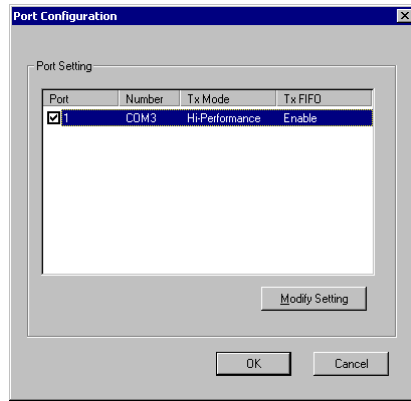 Port Configuration
Port Setting
Port Number Tx Mode Tx FIFO
1 COM3 Hi-Performance Enable
Modify Setting
OK Cancel